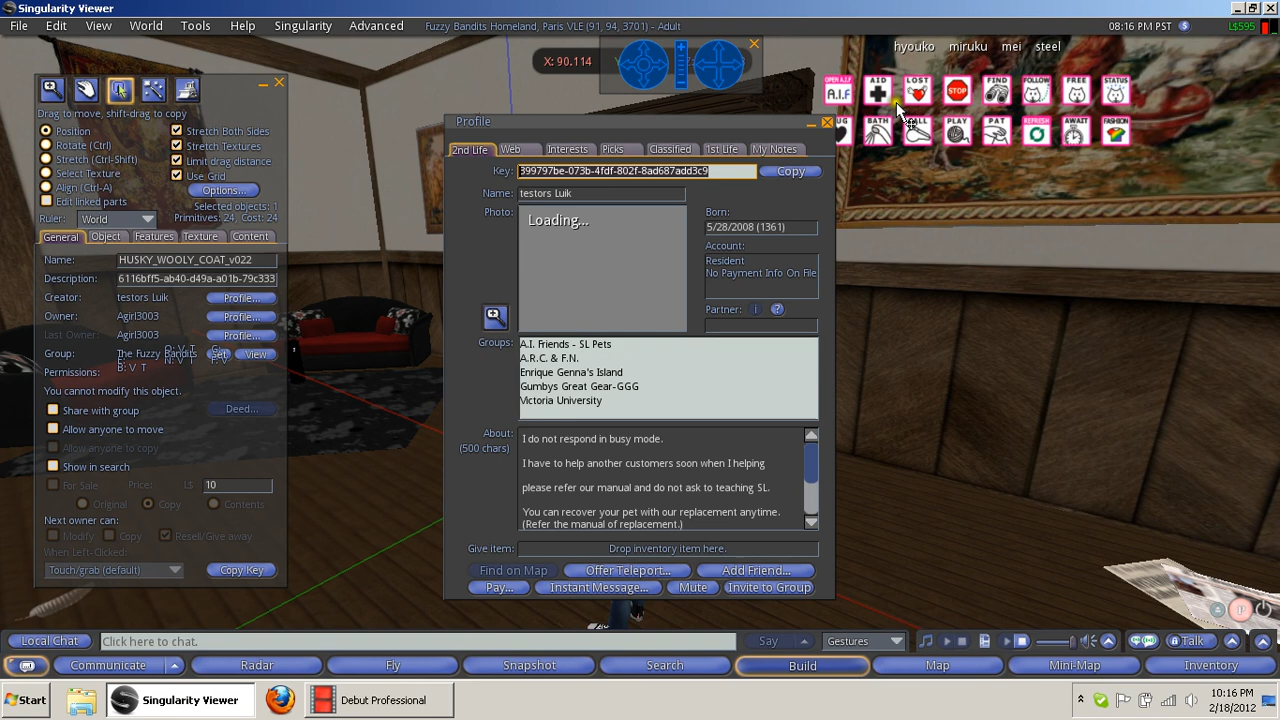 Singularity Viewer
File Edit View World Tools Help Singularity Advanced Fuzzy Bandits Homeland, Paris VLE (91, 94, 3701) - Adult 08:16 PM PST $ L$595
hyouko miruku mei steel
X: 90.114
OPEN A.I.F A.I.F AID LOST STOP FIND FOLLOW FREE STATUS
BATH PLAY PAT REFRESH AWAIT FASHION
Drag to move, shift-drag to copy
Position
Rotate (Ctrl)
Stretch (Ctrl-Shift)
Select Texture
Align (Ctrl-A)
Edit linked parts
Stretch Both Sides
Stretch Textures
Limit drag distance
Use Grid
Options...
Selected objects: 1
Ruler: World Primitives: 24, Cost: 24
General Object Features Texture Content
Name: HUSKY_WOOLY_COAT_v022
Description: 6116bff5-ab40-d49a-a01b-79c333
Creator: testors Luik Profile...
Owner: Agirl3003 Profile...
Last Owner: Agirl3003 Profile...
Group: The Fuzzy Bandits Set View
Permissions: B: V T
You cannot modify this object.
Share with group Deed...
Allow anyone to move
Allow anyone to copy
Show in search
For Sale Price: L$ 10
Original Copy Contents
Next owner can:
Modify Copy Resell/Give away
When Left-Clicked:
Touch/grab (default) Copy Key
Profile
2nd Life Web Interests Picks Classified 1st Life My Notes
Key: 399797be-073b-4fdf-802f-8ad687add3c9 Copy
Name: testors Luik
Photo: Loading...
Born:
5/28/2008 (1361)
Account:
Resident
No Payment Info On File
Partner: i ?
Groups: A.I. Friends - SL Pets
A.R.C. & F.N.
Enrique Genna's Island
Gumbys Great Gear-GGG
Victoria University
About:
(500 chars)
I do not respond in busy mode.
I have to help another customers soon when I helping
please refer our manual and do not ask to teaching SL.
You can recover your pet with our replacement anytime.
(Refer the manual of replacement.)
Give item: Drop inventory item here.
Find on Map Offer Teleport... Add Friend...
Pay... Instant Message... Mute Invite to Group
Local Chat Click here to chat. Say Gestures Talk
Communicate Radar Fly Snapshot Search Build Map Mini-Map Inventory
Start Singularity Viewer Debut Professional 10:16 PM
2/18/2012